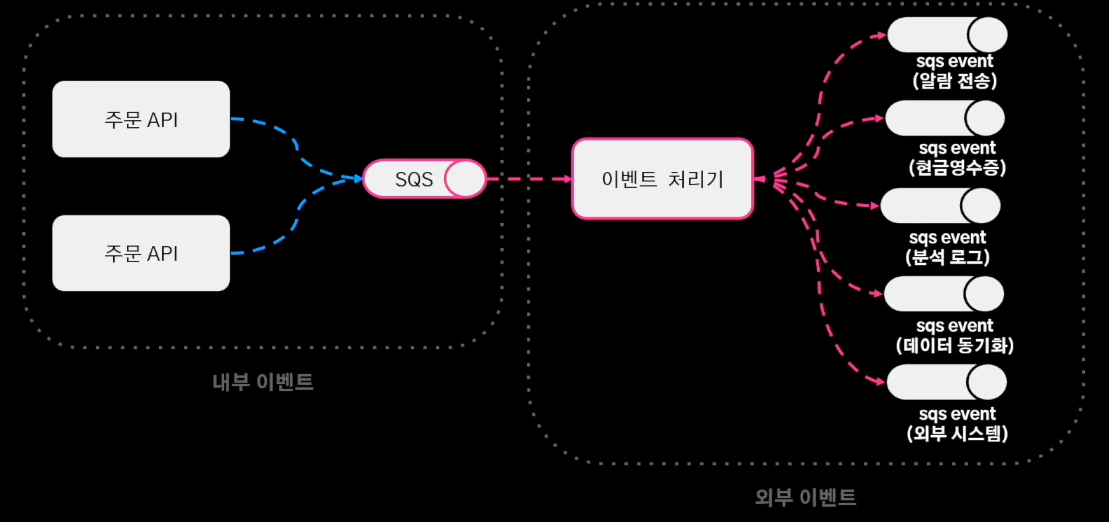 주문 API
주문 API
SQS
내부 이벤트
이벤트 처리기
sqs event
(알람 전송)
sqs event
(현금영수증)
sqs event
(분석 로그)
sqs event
(데이터 동기화)
sqs event
(외부 시스템)
외부 이벤트